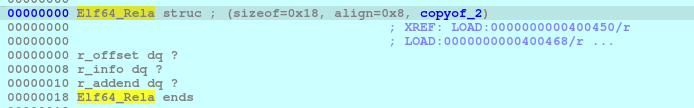 00000000 Elf64_Rela struc ; (sizeof=0x18, align=0x8, copyof_2)
00000000 ; XREF: LOAD:0000000000400450/r
00000000 ; LOAD:0000000000400468/r ...
00000000 r_offset dq ?
00000008 r_info dq ?
00000010 r_addend dq ?
00000018 Elf64_Rela ends